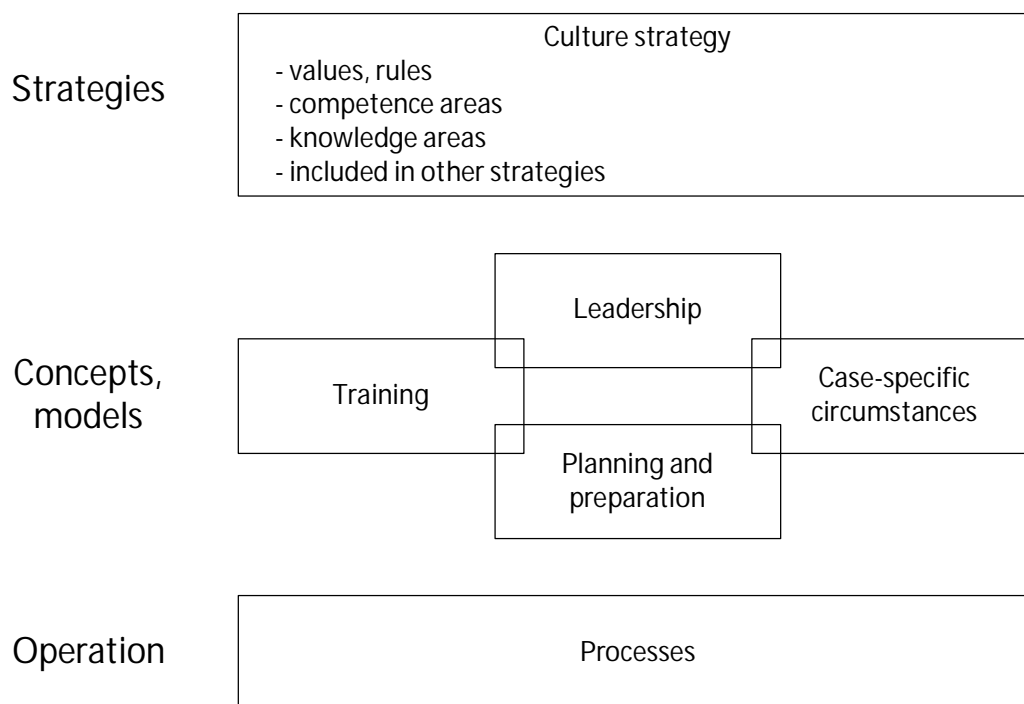 Strategies
Culture strategy
- values, rules
- competence areas
- knowledge areas
- included in other strategies
Concepts,
models
Leadership
Training
Case-specific
circumstances
Planning and
preparation
Operation
Processes